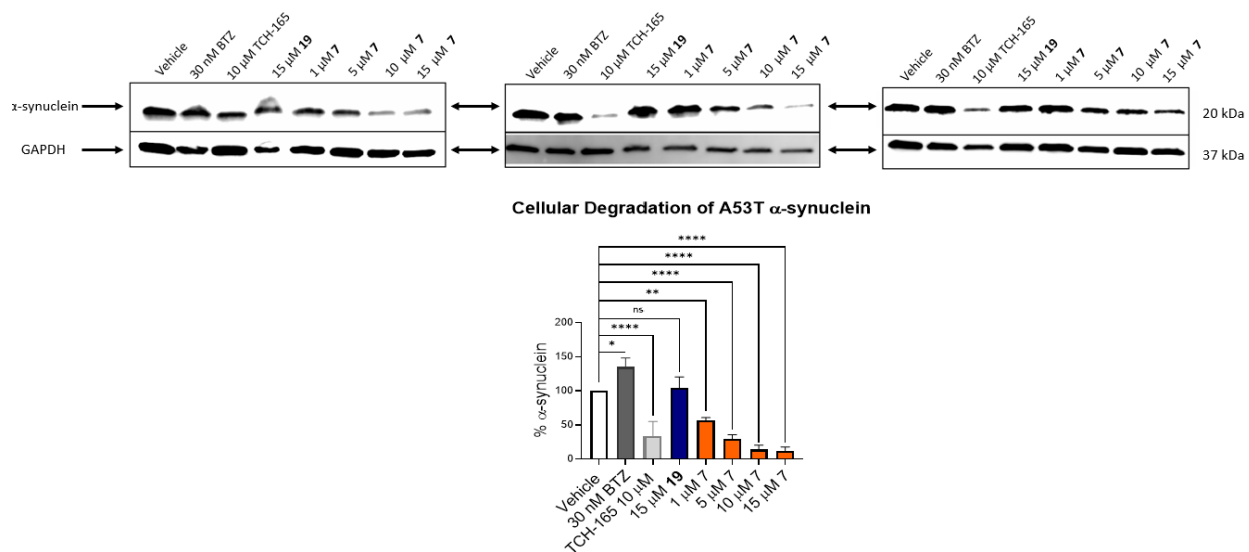 Vehicle
30 nM BTZ
10 μM TCH-165
15 μM 19
1 μM 7
5 μM 7
10 μM 7
15 μM 7
Vehicle
30 nM BTZ
10 μM TCH-165
15 μM 19
1 μM 7
5 μM 7
10 μM 7
15 μM 7
Vehicle
30 nM BTZ
10 μM TCH-165
15 μM 19
1 μM 7
5 μM 7
10 μM 7
15 μM 7
α-synuclein
20 kDa
GAPDH
37 kDa
Cellular Degradation of A53T α-synuclein
****
****
****
**
ns
****
*
% α-synuclein
200
150
100
50
0
Vehicle
30 nM BTZ
TCH-165 10 μM
15 μM 19
1 μM 7
5 μM 7
10 μM 7
15 μM 7